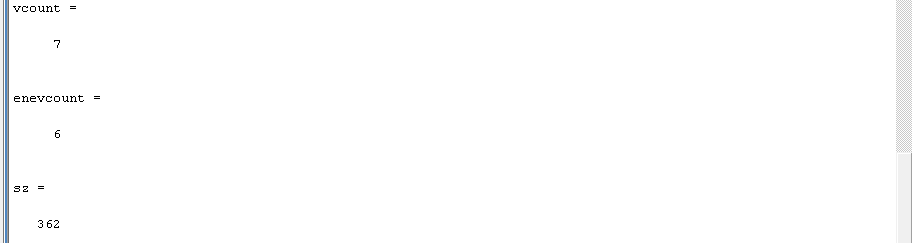 vcount =
7
enevcount =
6
sz =
362